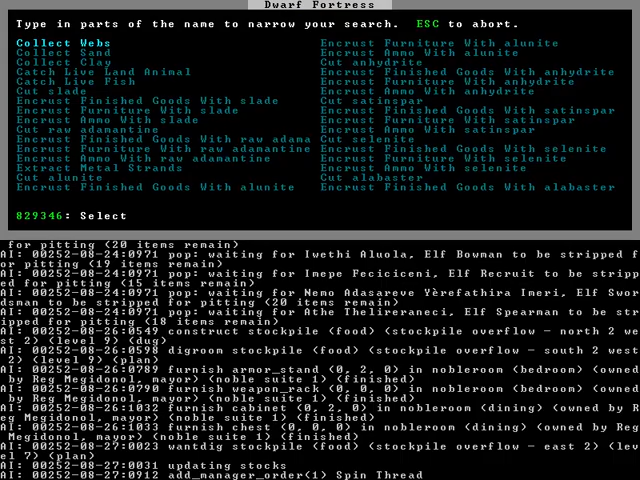 Dwarf Fortress
Type in parts of the name to narrow your search.  ESC to abort.
Collect Webs
Collect Sand
Collect Clay
Catch Live Land Animal
Catch Live Fish
Cut slade
Encrust Finished Goods With slade
Encrust Furniture With slade
Encrust Ammo With slade
Cut raw adamantine
Encrust Finished Goods With raw adama
Encrust Furniture With raw adamantine
Encrust Ammo With raw adamantine
Extract Metal Strands
Cut alunite
Encrust Finished Goods With alunite
Encrust Furniture With alunite
Encrust Ammo With alunite
Cut anhydrite
Encrust Finished Goods With anhydrite
Encrust Furniture With anhydrite
Encrust Ammo With anhydrite
Cut satinspar
Encrust Finished Goods With satinspar
Encrust Furniture With satinspar
Encrust Ammo With satinspar
Cut selenite
Encrust Finished Goods With selenite
Encrust Furniture With selenite
Encrust Ammo With selenite
Cut alabaster
Encrust Finished Goods With alabaster
829346: Select
for pitting (20 items remain)
AI: 00252-08-24:0971 pop: waiting for Iwethi Aluola, Elf Bowman to be stripped f
or pitting (19 items remain)
AI: 00252-08-24:0971 pop: waiting for Imepe Feciciceni, Elf Recruit to be stripp
ed for pitting (15 items remain)
AI: 00252-08-24:0971 pop: waiting for Nemo Adasareve Yèrefathira Imeri, Elf Swor
dsman to be stripped for pitting (20 items remain)
AI: 00252-08-24:0971 pop: waiting for Athe Thelireraneci, Elf Spearman to be str
ipped for pitting (18 items remain)
AI: 00252-08-26:0549 construct stockpile (food) (stockpile overflow - north 2 we
st 2) (level 9) (dug)
AI: 00252-08-26:0598 digroom stockpile (food) (stockpile overflow - south 2 west
2) (level 9) (plan)
AI: 00252-08-26:0789 furnish armor_stand (0, 2, 0) in nobleroom (bedroom) (owned
by Reg Megidonol, mayor) (noble suite 1) (finished)
AI: 00252-08-26:0790 furnish weapon_rack (0, 0, 0) in nobleroom (bedroom) (owned
by Reg Megidonol, mayor) (noble suite 1) (finished)
AI: 00252-08-26:1032 furnish cabinet (0, 2, 0) in nobleroom (dining) (owned by R
eg Megidonol, mayor) (noble suite 1) (finished)
AI: 00252-08-26:1033 furnish chest (0, 0, 0) in nobleroom (dining) (owned by Reg
Megidonol, mayor) (noble suite 1) (finished)
AI: 00252-08-27:0023 wantdig stockpile (food) (stockpile overflow - east 2) (lev
el 7) (plan)
AI: 00252-08-27:0031 updating stocks
AI: 00252-08-27:0912 add_manager_order(1) Spin Thread